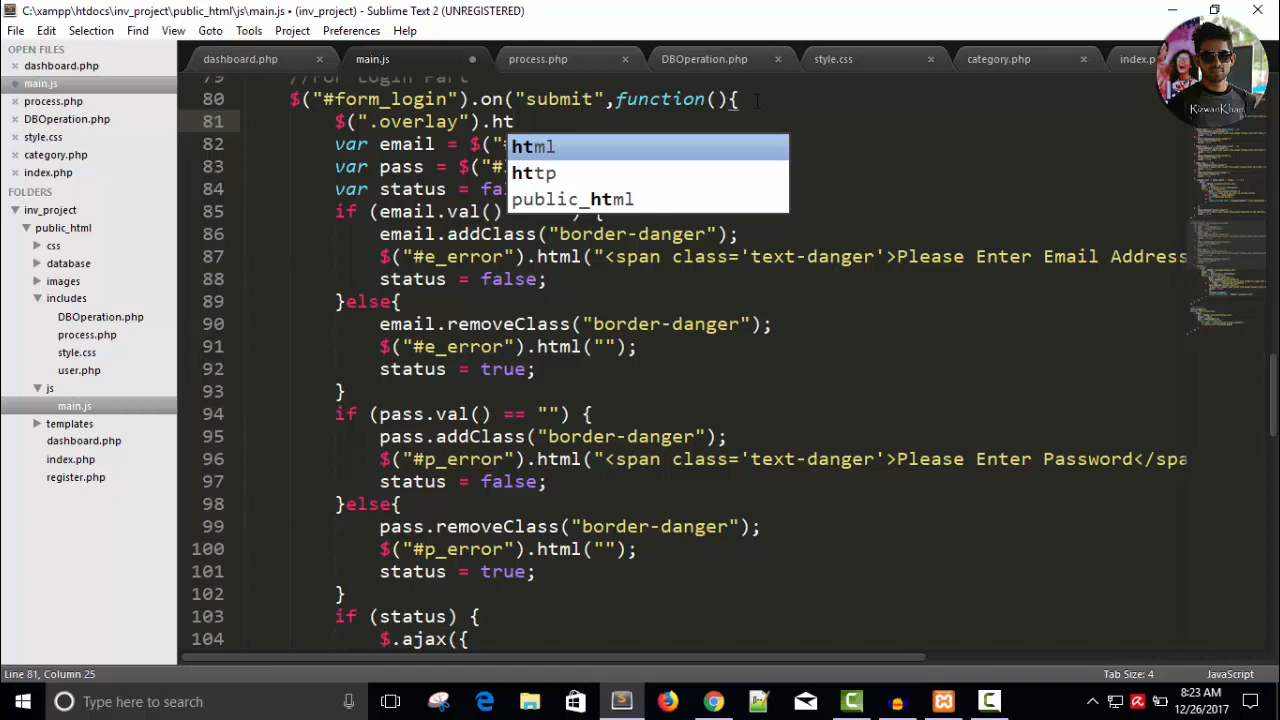 C:\xampp\htdocs\inv_project\public_html\js\main.js • (inv_project) - Sublime Text 2 (UNREGISTERED)
File Edit Selection Find View Goto Tools Project Preferences Help
OPEN FILES
dashboard.php
main.js
process.php
DBOperation.php
style.css
category.php
index.php
FOLDERS
inv_project
public_html
css
database
images
includes
DBOperation.php
process.php
style.css
user.php
js
main.js
templates
dashboard.php
index.php
register.php
dashboard.php main.js process.php DBOperation.php style.css category.php index.p
RizwanKhan
79 //For Login Part
80 $("#form_login").on("submit",function(){
81 $(".overlay").ht
html
http
public_html
82 var email = $("#
83 var pass = $("#
84 var status = fa
85 if (email.val()
86 email.addClass("border-danger");
87 $("#e_error").html("<span class='text-danger'>Please Enter Email Address
88 status = false;
89 }else{
90 email.removeClass("border-danger");
91 $("#e_error").html("");
92 status = true;
93 }
94 if (pass.val() == "") {
95 pass.addClass("border-danger");
96 $("#p_error").html("<span class='text-danger'>Please Enter Password</spa
97 status = false;
98 }else{
99 pass.removeClass("border-danger");
100 $("#p_error").html("");
101 status = true;
102 }
103 if (status) {
104 $.ajax({
Line 81, Column 25 Tab Size: 4 JavaScript
Type here to search
8:23 AM
12/26/2017